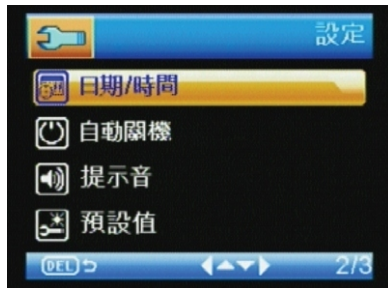 設定
日期/時間
自動關機
提示音
預設值
DEL 2/3